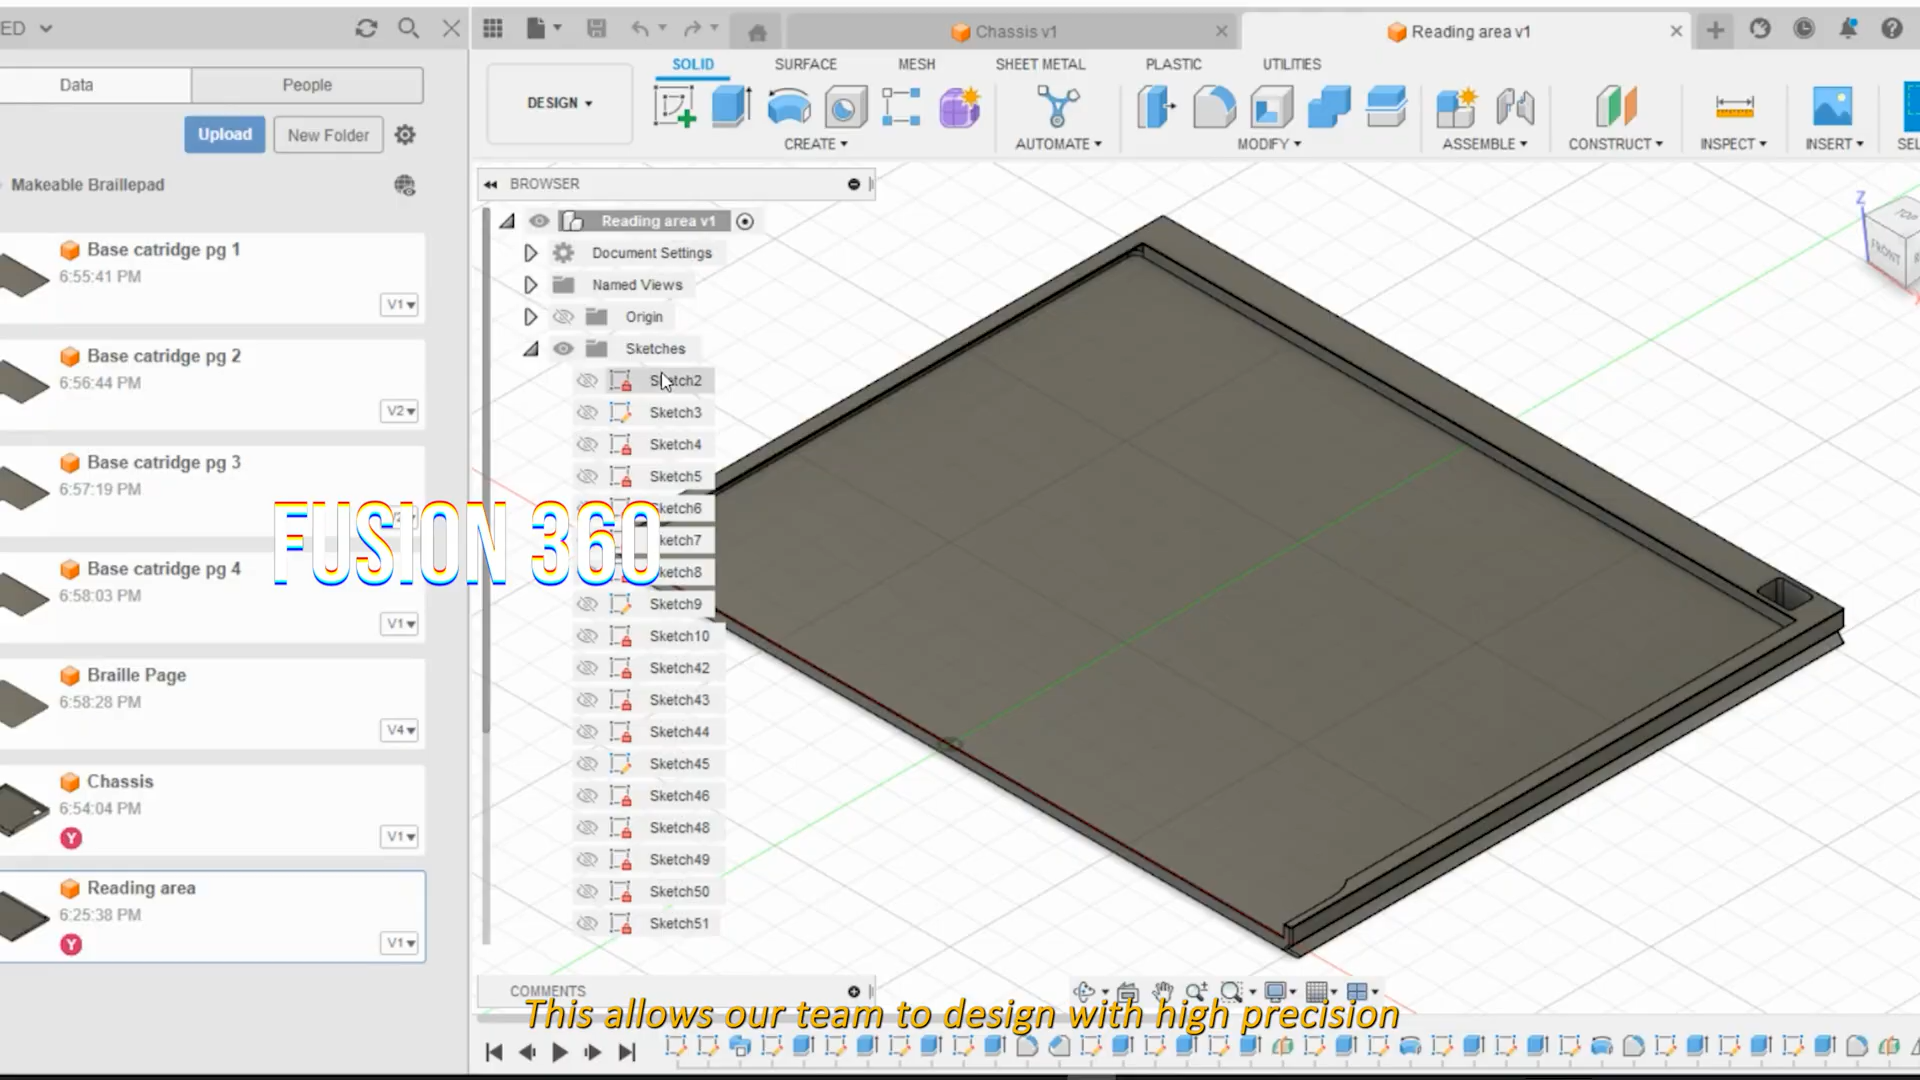 ED
Chassis v1
Reading area v1
Data
People
SOLID
SURFACE
MESH
SHEET METAL
PLASTIC
UTILITIES
DESIGN
Upload
New Folder
CREATE
AUTOMATE
MODIFY
ASSEMBLE
CONSTRUCT
INSPECT
INSERT
SEL
Makeable Braillepad
BROWSER
Reading area v1
Document Settings
Named Views
Origin
Sketches
Sketch2
Sketch3
Sketch4
Sketch5
ketch6
ketch7
ketch8
Sketch9
Sketch10
Sketch42
Sketch43
Sketch44
Sketch45
Sketch46
Sketch48
Sketch49
Sketch50
Sketch51
Base catridge pg 1
6:55:41 PM
V1
Base catridge pg 2
6:56:44 PM
V2
Base catridge pg 3
6:57:19 PM
FUSION 360
Base catridge pg 4
6:58:03 PM
V1
Braille Page
6:58:28 PM
V4
Chassis
6:54:04 PM
Y
V1
Reading area
6:25:38 PM
Y
V1
Z
TOP
FRONT
COMMENTS
This allows our team to design with high precision